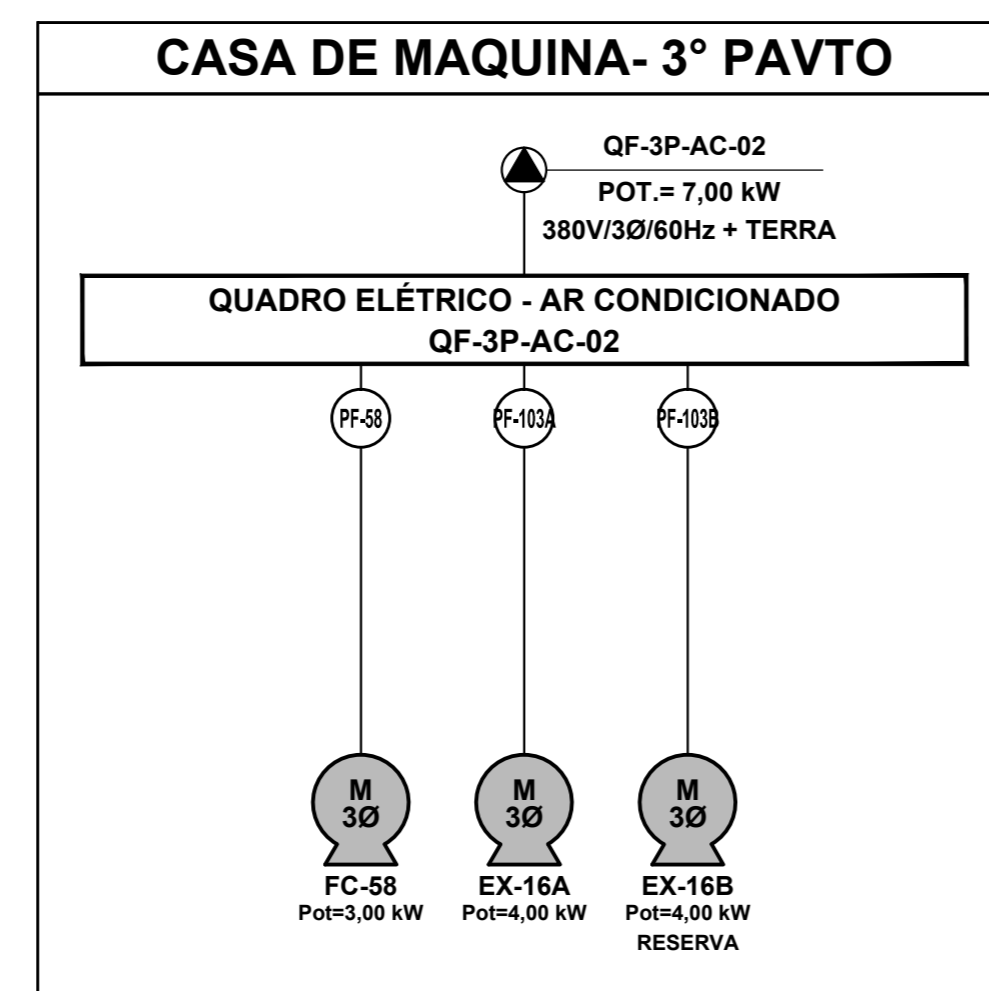 CASA DE MAQUINA- 3° PAVTO
QF-3P-AC-02
POT.= 7,00 kW
380V/3Ø/60Hz + TERRA
QUADRO ELÉTRICO - AR CONDICIONADO
QF-3P-AC-02
PF-58
PF-103A
PF-103B
M
3Ø
M
3Ø
M
3Ø
FC-58
Pot=3,00 kW
EX-16A
Pot=4,00 kW
EX-16B
Pot=4,00 kW
RESERVA